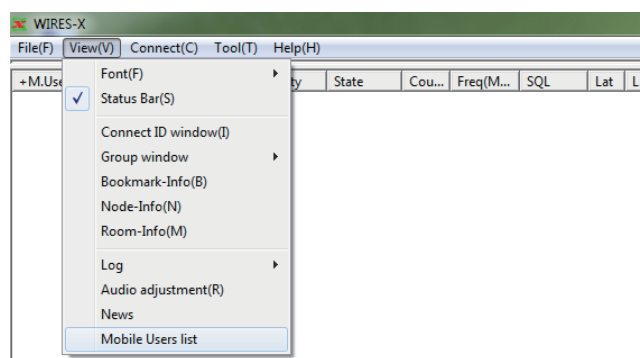 WIRES-X
File(F) View(V) Connect(C) Tool(T) Help(H)
+M.Use ty State Cou... Freq(M... SQL Lat L
Font(F)
Status Bar(S)
Connect ID window(I)
Group window
Bookmark-Info(B)
Node-Info(N)
Room-Info(M)
Log
Audio adjustment(R)
News
Mobile Users list